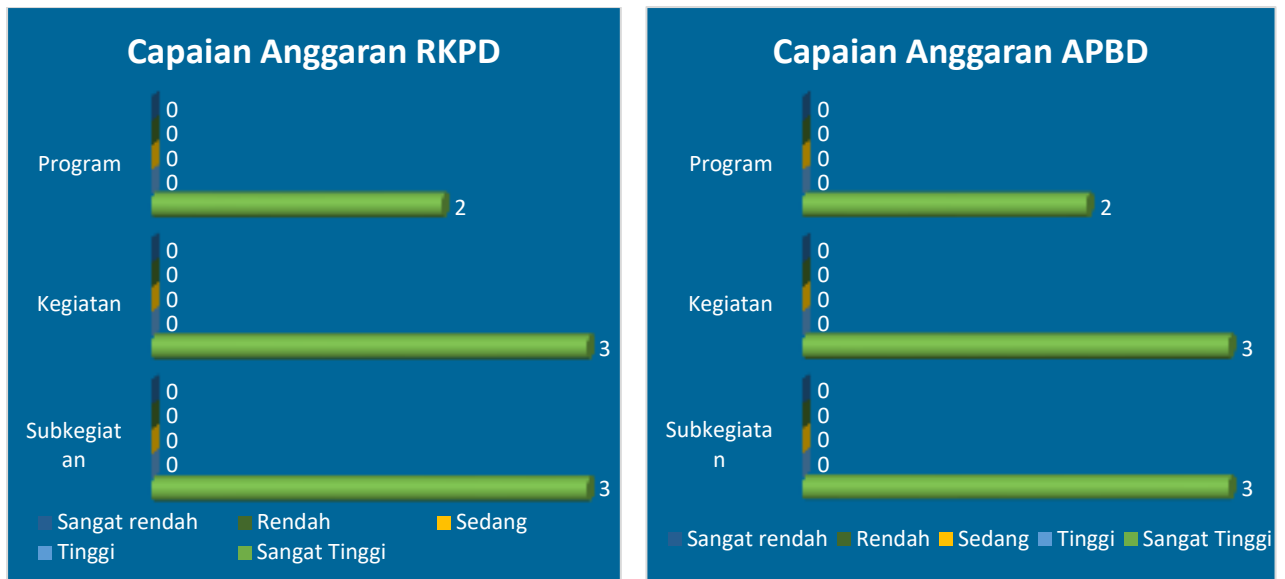 Capaian Anggaran RKPD
0
0
Program
0
0
2
0
0
Kegiatan
0
0
3
0
0
Subkegiat
an
0
0
3
Sangat rendah
Rendah
Sedang
Tinggi
Sangat Tinggi
Capaian Anggaran APBD
0
0
Program
0
0
2
0
0
Kegiatan
0
0
3
0
0
Subkegiata
n
0
0
3
Sangat rendah
Rendah
Sedang
Tinggi
Sangat Tinggi